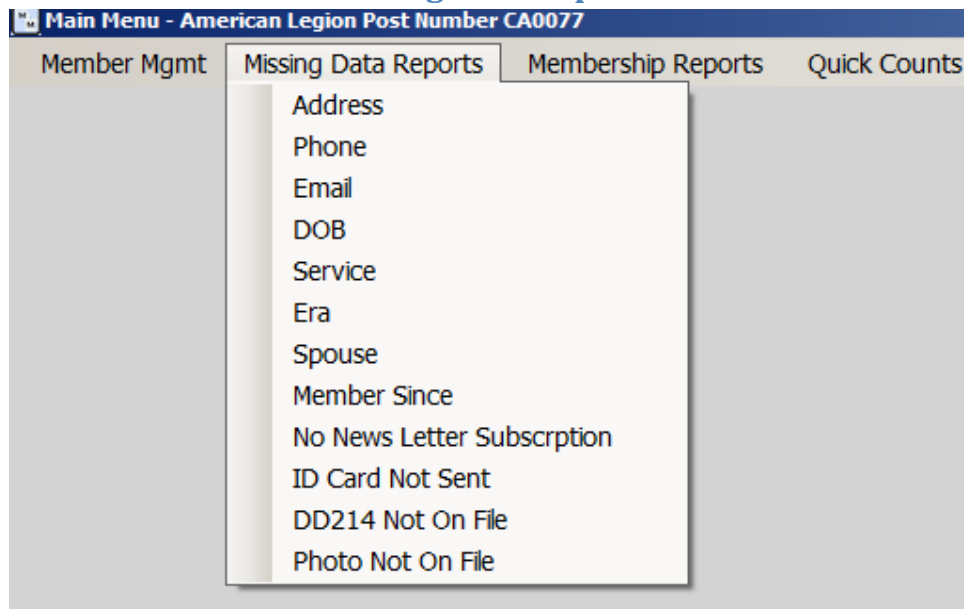 Main Menu - American Legion Post Number CA0077
Member Mgmt Missing Data Reports Membership Reports Quick Counts
Address
Phone
Email
DOB
Service
Era
Spouse
Member Since
No News Letter Subscrption
ID Card Not Sent
DD214 Not On File
Photo Not On File